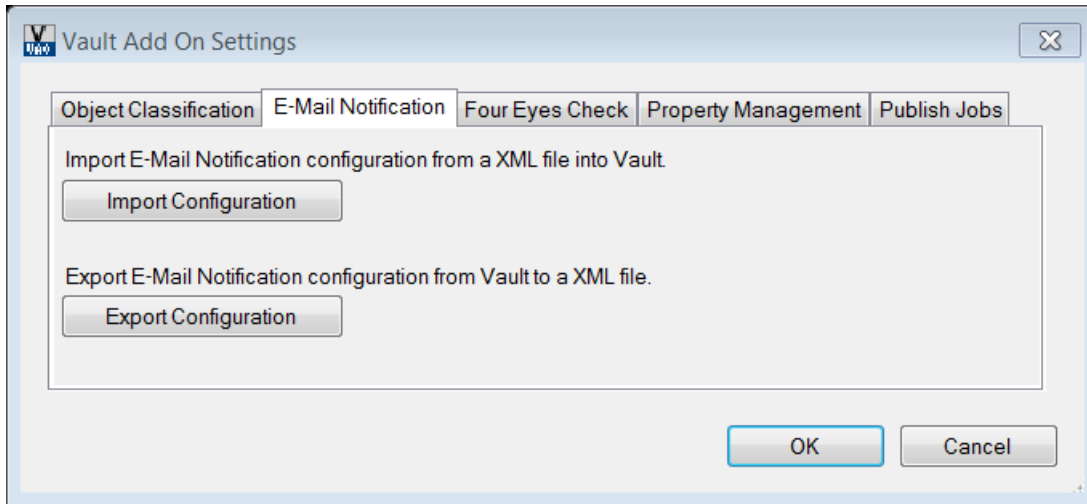 Vault Add On Settings
Object Classification E-Mail Notification Four Eyes Check Property Management Publish Jobs
Import E-Mail Notification configuration from a XML file into Vault.
Import Configuration
Export E-Mail Notification configuration from Vault to a XML file.
Export Configuration
OK Cancel